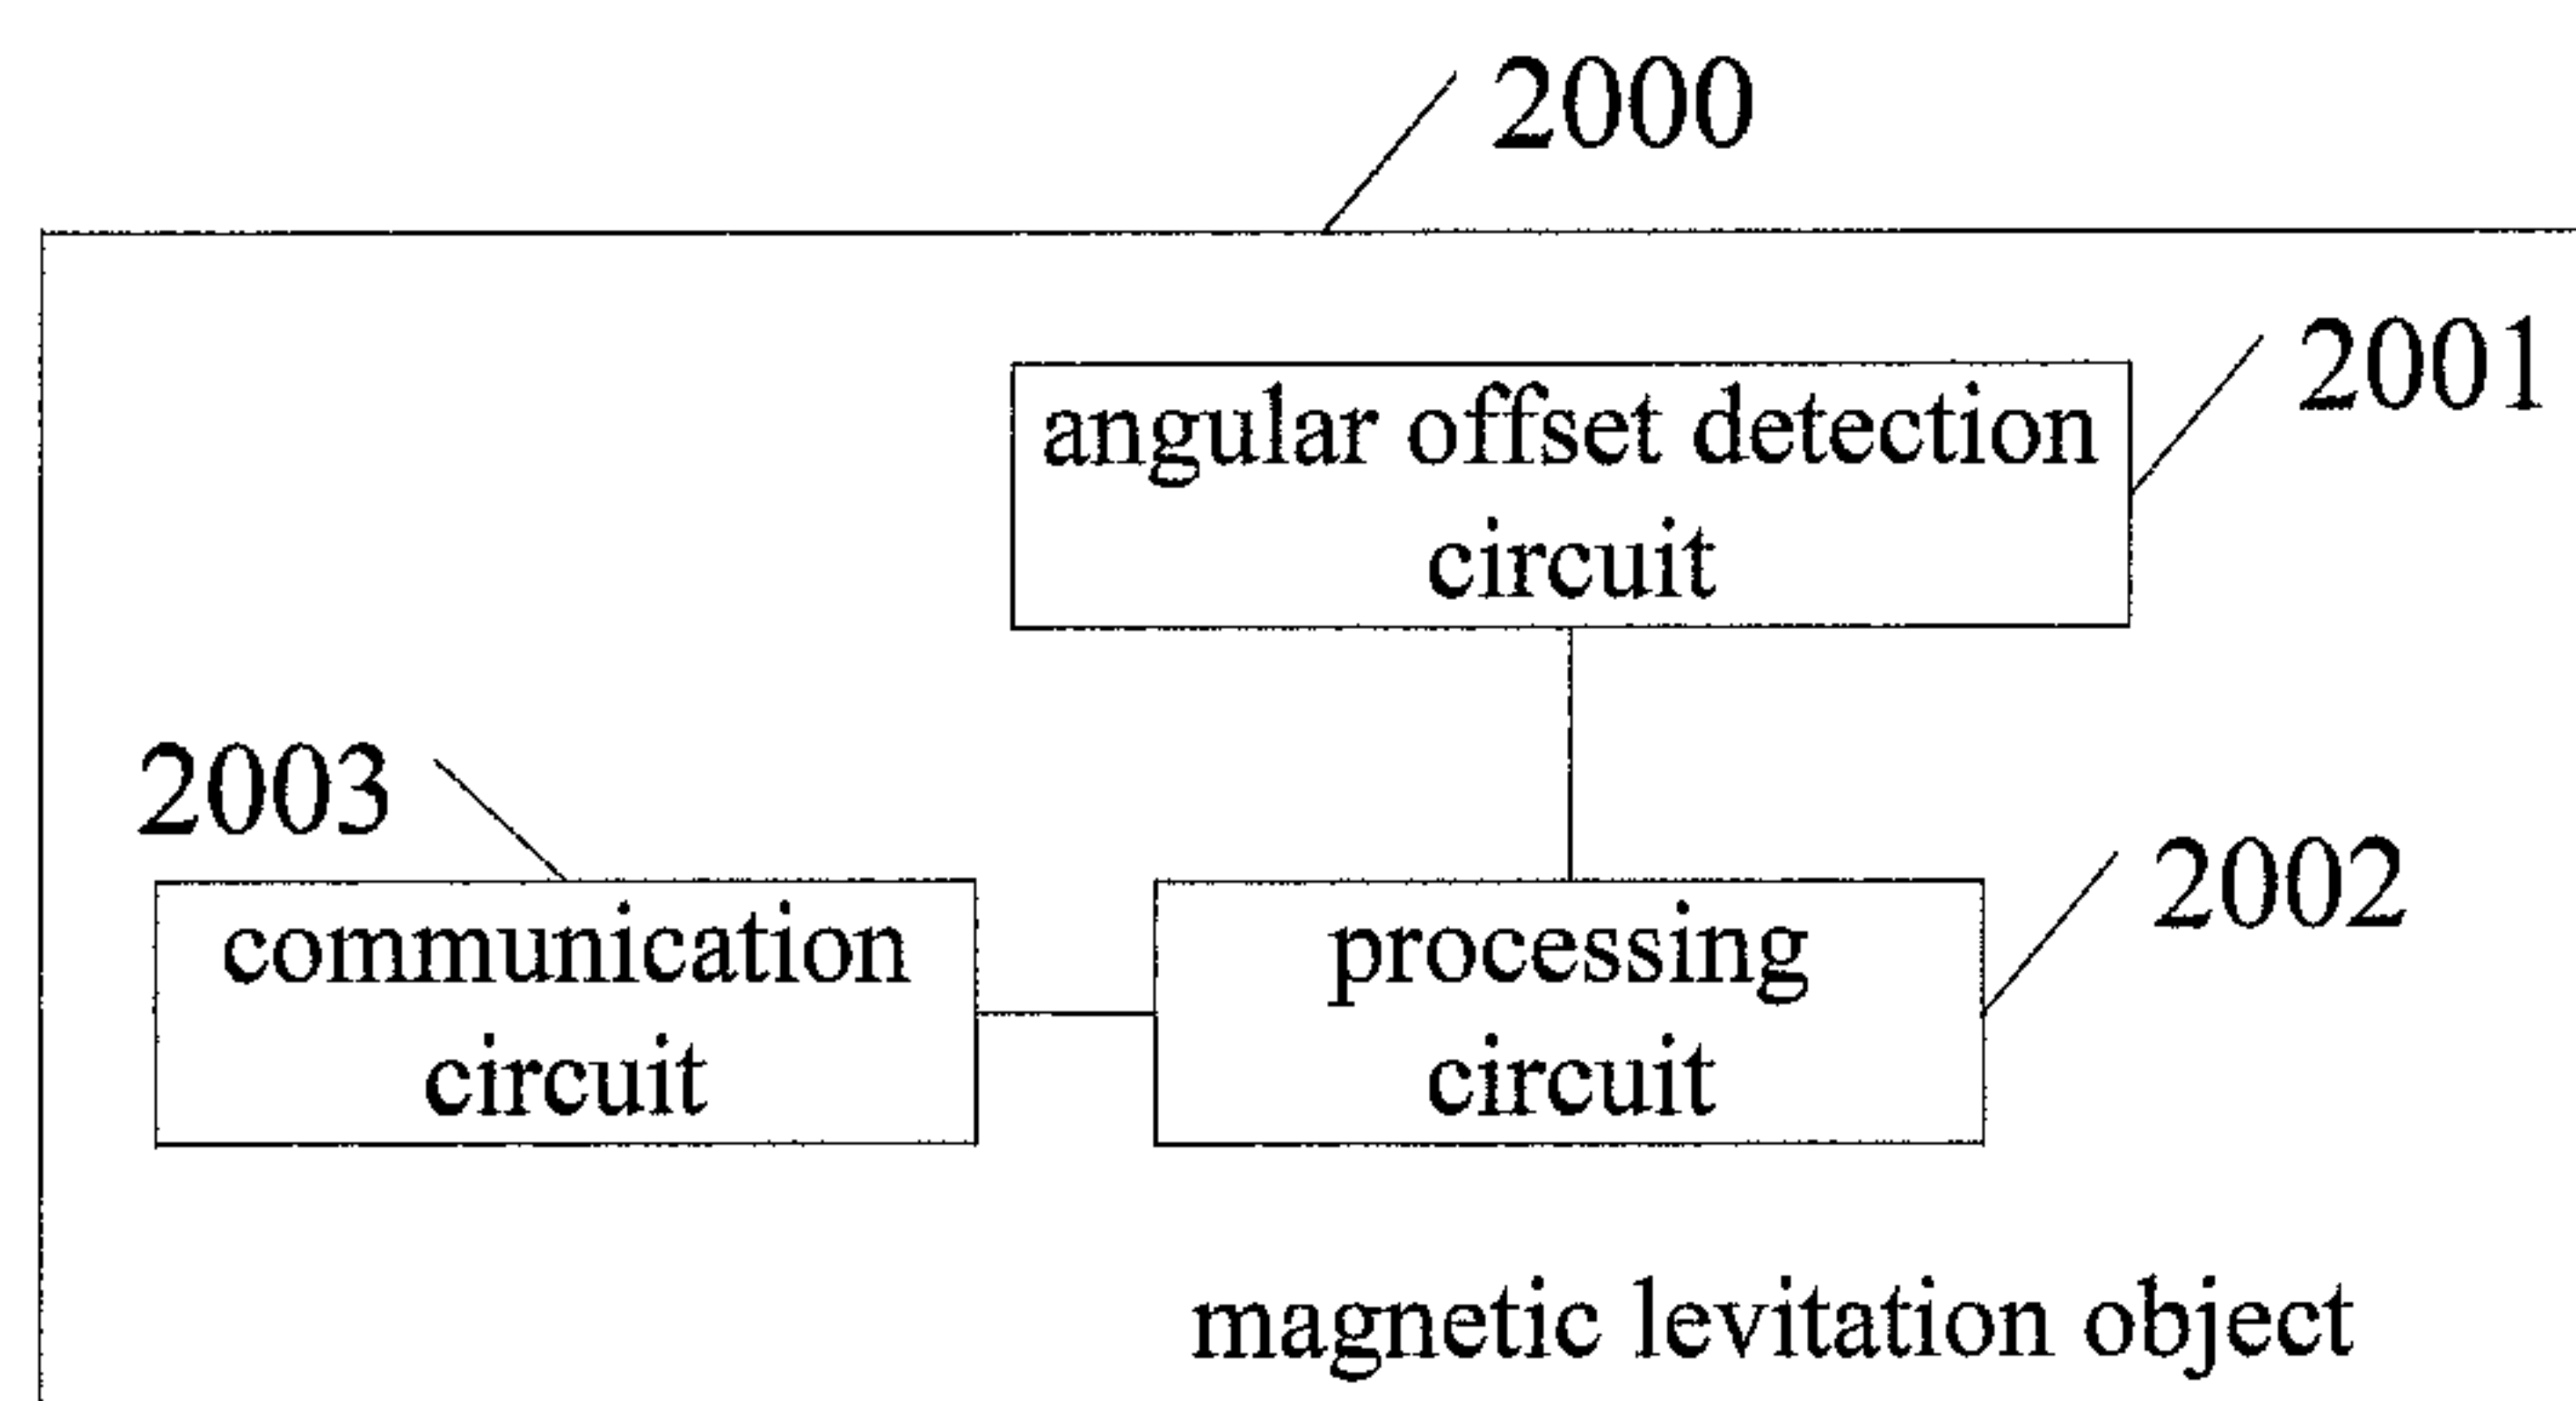 2000
2001
angular offset detection
circuit
2003
2002
communication
circuit
processing
circuit
magnetic levitation object